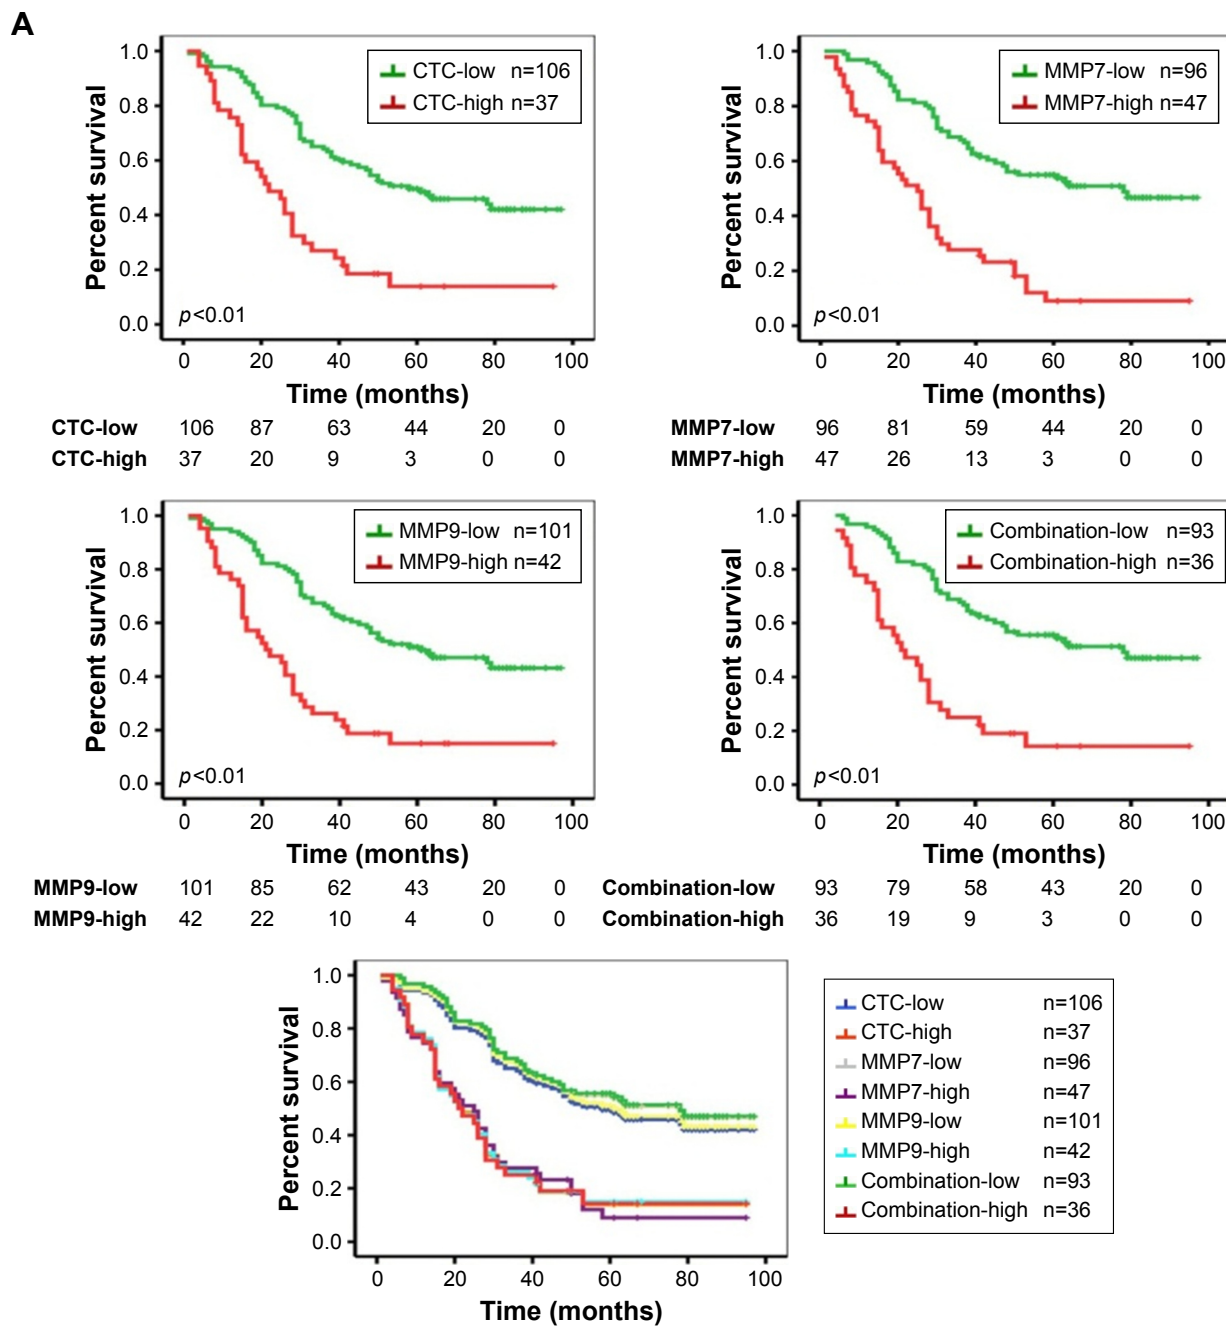 A
1.0
0.8
0.6
0.4
0.2
0.0
Percent survival
CTC-low n=106
CTC-high n=37
p<0.01
0 20 40 60 80 100
Time (months)
CTC-low 106 87 63 44 20 0
CTC-high 37 20 9 3 0 0
1.0
0.8
0.6
0.4
0.2
0.0
Percent survival
MMP7-low n=96
MMP7-high n=47
p<0.01
0 20 40 60 80 100
Time (months)
MMP7-low 96 81 59 44 20 0
MMP7-high 47 26 13 3 0 0
1.0
0.8
0.6
0.4
0.2
0.0
Percent survival
MMP9-low n=101
MMP9-high n=42
p<0.01
0 20 40 60 80 100
Time (months)
MMP9-low 101 85 62 43 20 0
MMP9-high 42 22 10 4 0 0
1.0
0.8
0.6
0.4
0.2
0.0
Percent survival
Combination-low n=93
Combination-high n=36
p<0.01
0 20 40 60 80 100
Time (months)
Combination-low 93 79 58 43 20 0
Combination-high 36 19 9 3 0 0
1.0
0.8
0.6
0.4
0.2
0.0
Percent survival
0 20 40 60 80 100
Time (months)
CTC-low n=106
CTC-high n=37
MMP7-low n=96
MMP7-high n=47
MMP9-low n=101
MMP9-high n=42
Combination-low n=93
Combination-high n=36